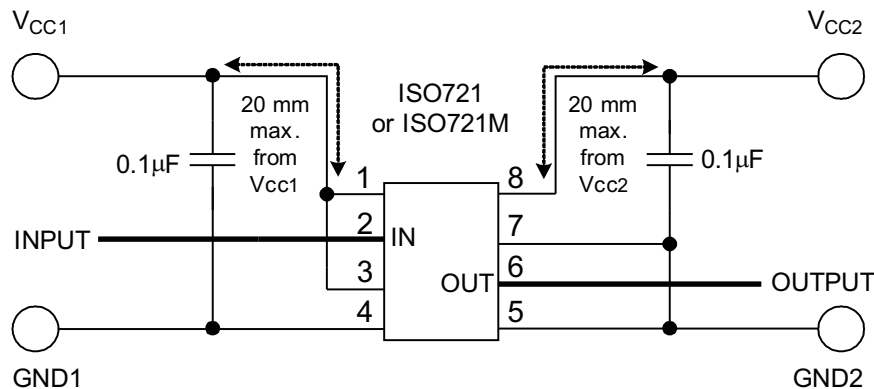 VCC1
VCC2
ISO721
or ISO721M
20 mm
max.
from
Vcc1
20 mm
max.
from
Vcc2
0.1μF
0.1μF
1
8
2
7
INPUT
IN
3
6
OUT
OUTPUT
4
5
GND1
GND2